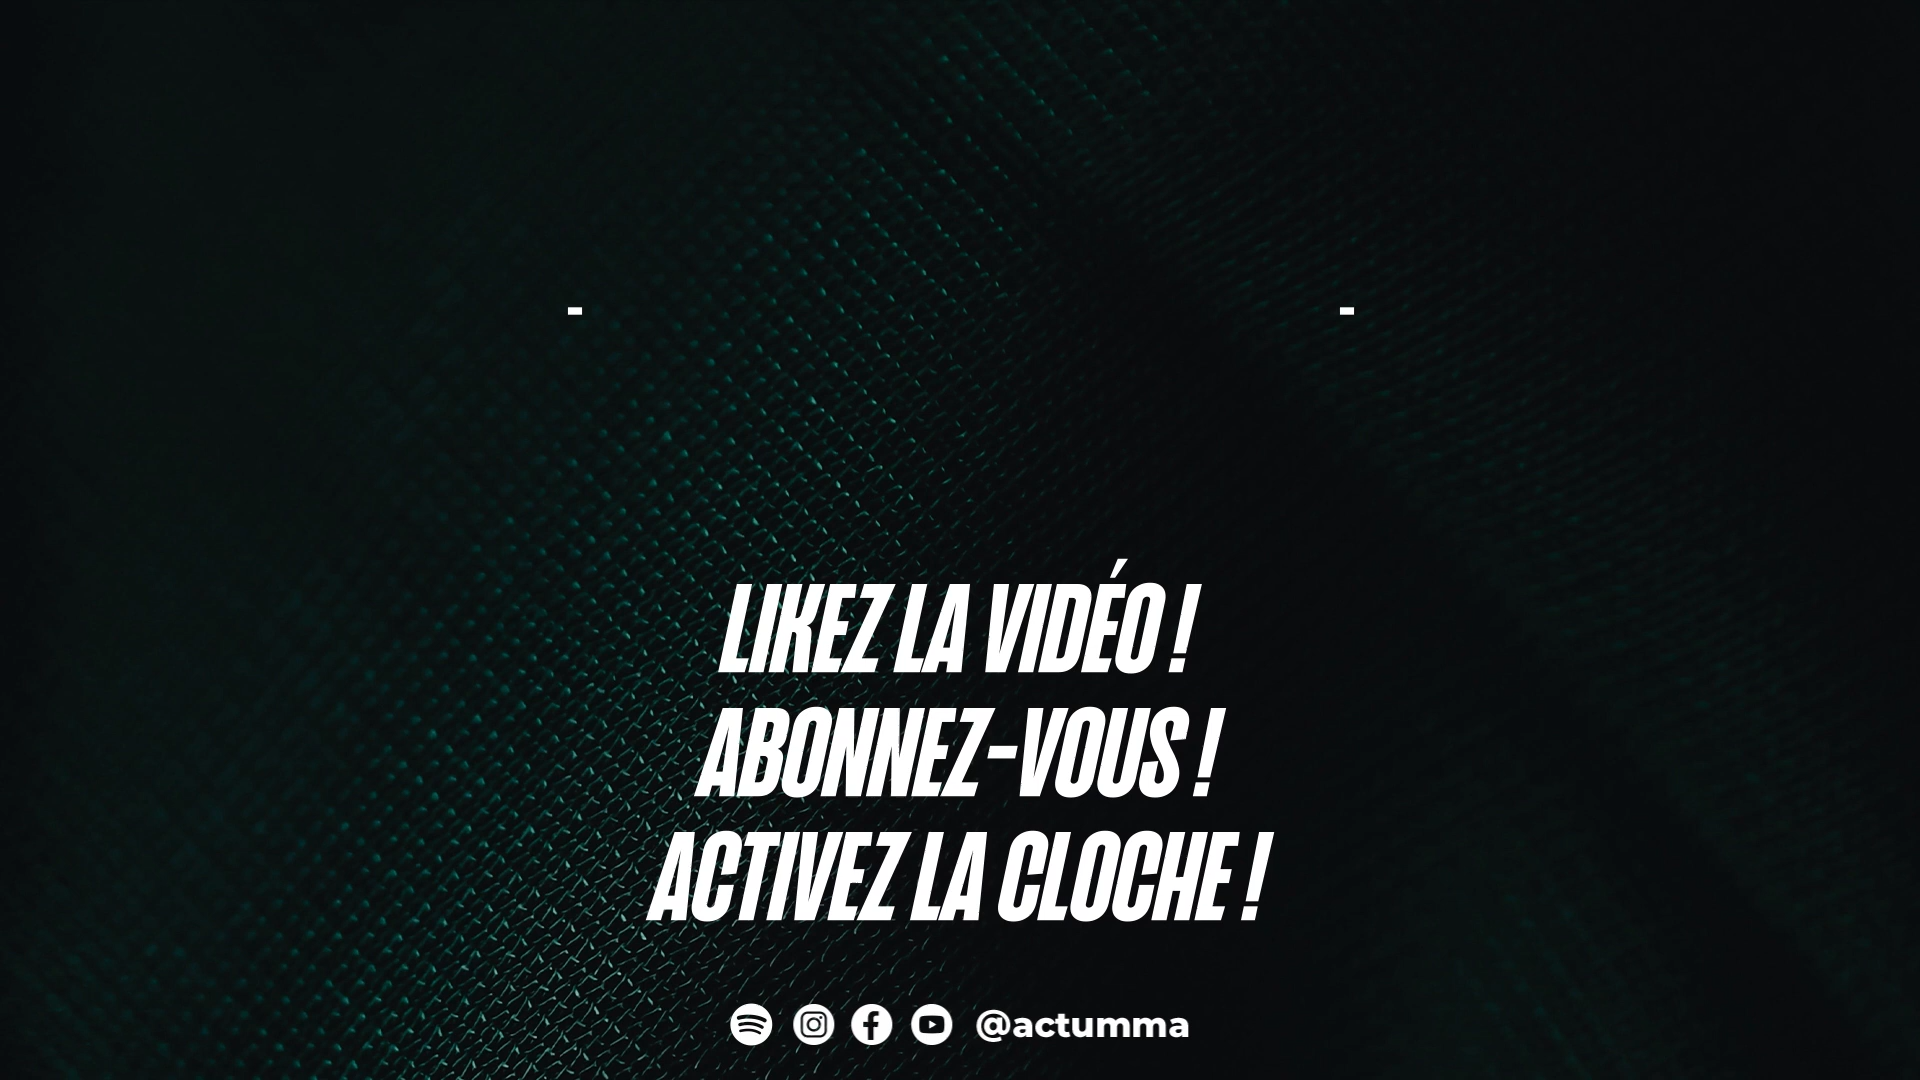 - -
LIKEZ LA VIDÉO !
ABONNEZ-VOUS !
ACTIVEZ LA CLOCHE !
@actumma